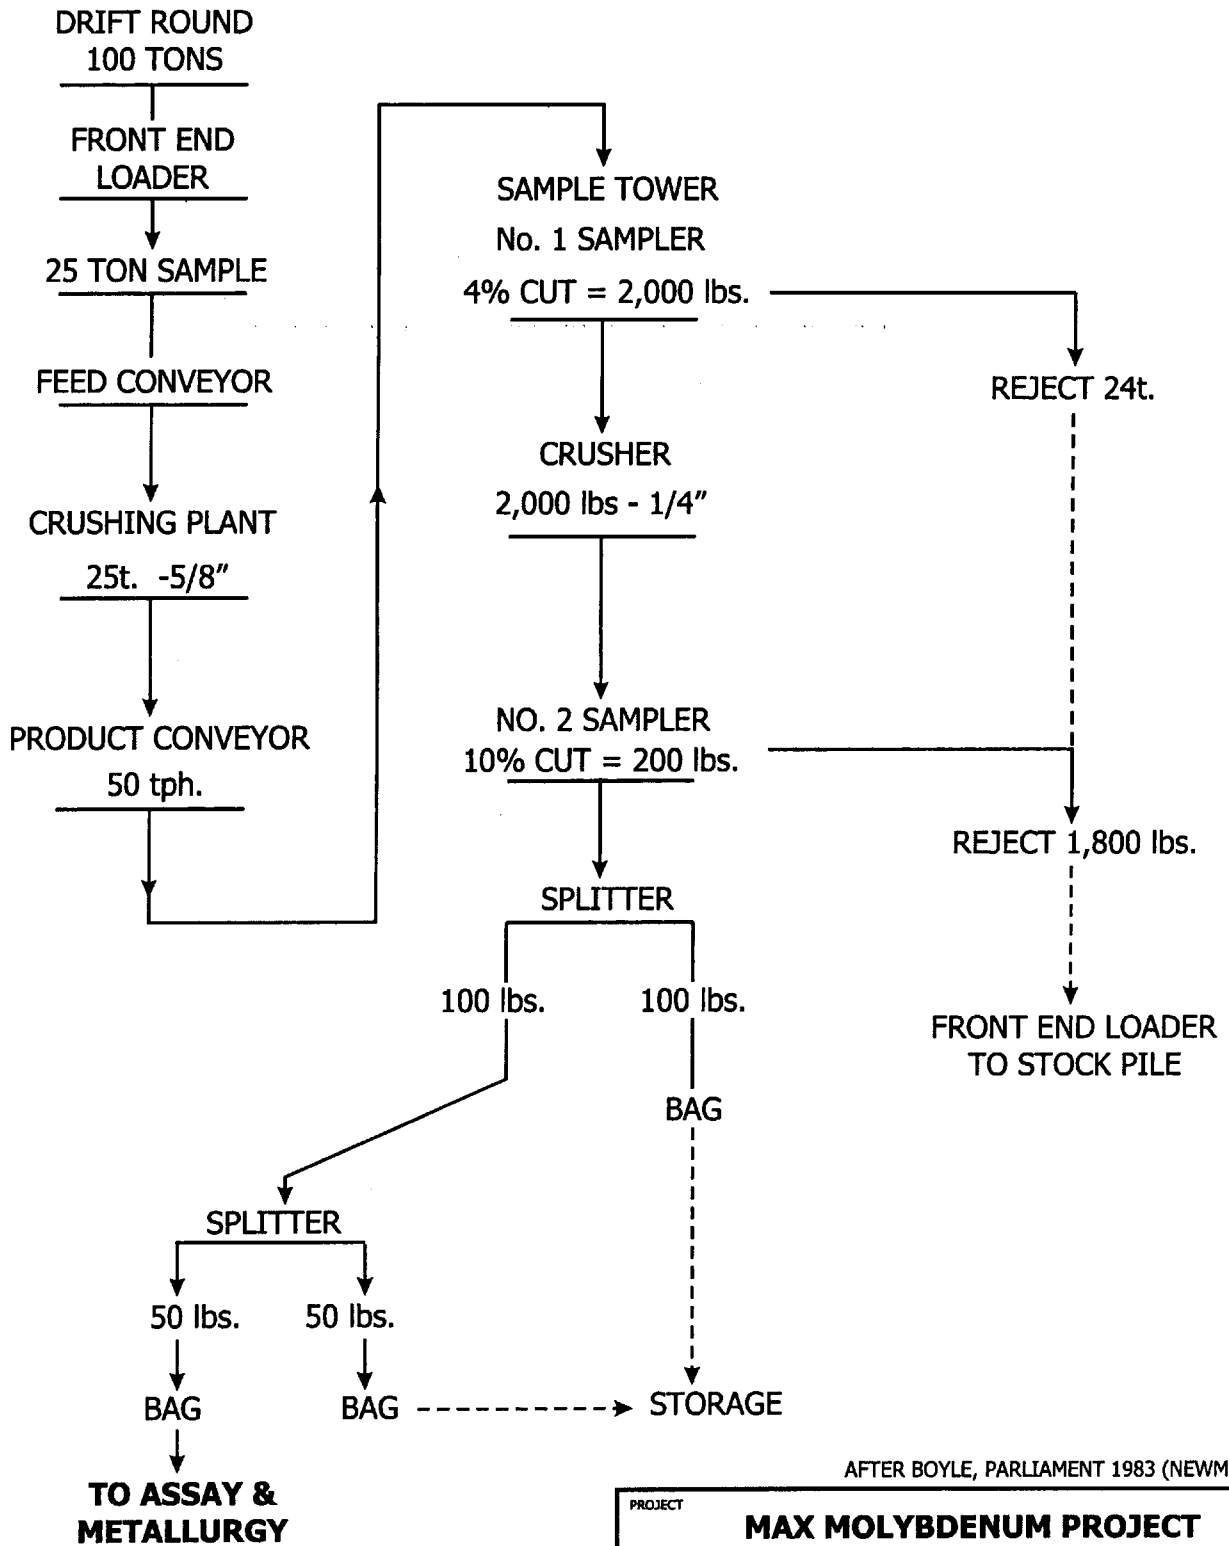 DRIFT ROUND
100 TONS
FRONT END
LOADER
25 TON SAMPLE
FEED CONVEYOR
CRUSHING PLANT
25t. -5/8"
PRODUCT CONVEYOR
50 tph.
SAMPLE TOWER
No. 1 SAMPLER
4% CUT = 2,000 lbs.
REJECT 24t.
CRUSHER
2,000 lbs - 1/4"
NO. 2 SAMPLER
10% CUT = 200 lbs.
REJECT 1,800 lbs.
FRONT END LOADER
TO STOCK PILE
SPLITTER
100 lbs.
100 lbs.
BAG
SPLITTER
50 lbs.
50 lbs.
BAG
BAG
STORAGE
TO ASSAY &
METALLURGY
AFTER BOYLE, PARLIAMENT 1983 (NEWM
PROJECT
MAX MOLYBDENUM PROJECT